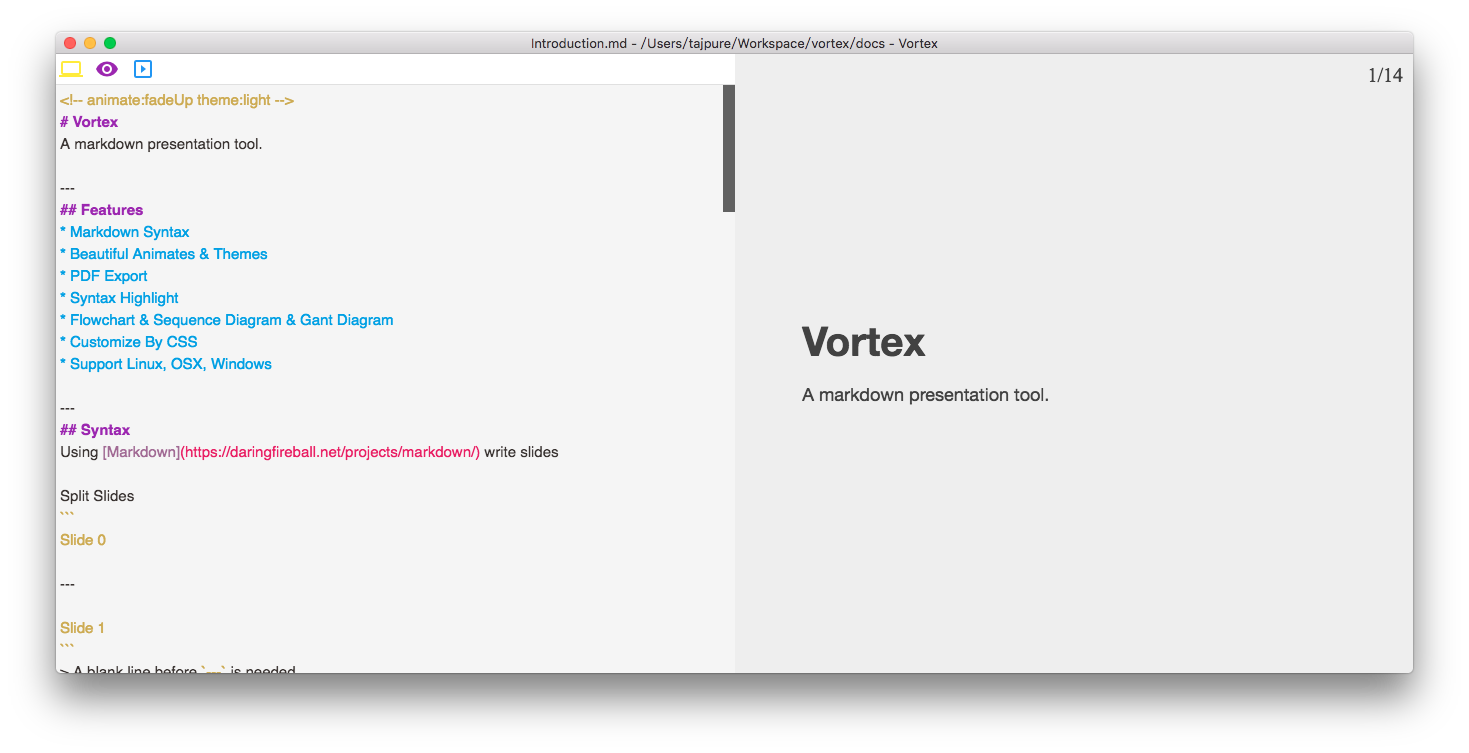 Introduction.md - /Users/tajpure/Workspace/vortex/docs - Vortex
<!-- animate:fadeUp theme:light -->
# Vortex
A markdown presentation tool.
---
## Features
* Markdown Syntax
* Beautiful Animates & Themes
* PDF Export
* Syntax Highlight
* Flowchart & Sequence Diagram & Gant Diagram
* Customize By CSS
* Support Linux, OSX, Windows
---
## Syntax
Using [Markdown](https://daringfireball.net/projects/markdown/) write slides
Split Slides
```
Slide 0
---
Slide 1
```
> A blank line before `---` is needed
1/14
Vortex
A markdown presentation tool.